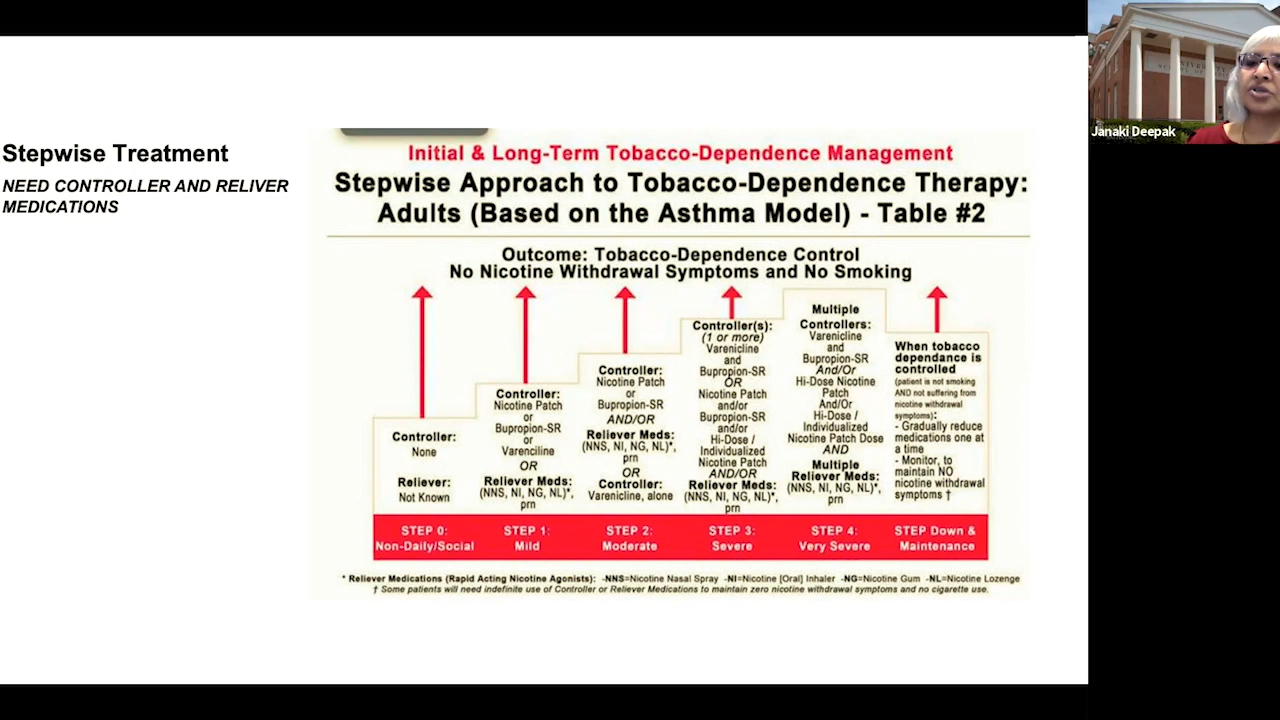 Stepwise Treatment
NEED CONTROLLER AND RELIVER
MEDICATIONS
Initial & Long-Term Tobacco-Dependence Management
Stepwise Approach to Tobacco-Dependence Therapy:
Adults (Based on the Asthma Model) - Table #2
Outcome: Tobacco-Dependence Control
No Nicotine Withdrawal Symptoms and No Smoking
Controller:
None
Reliever:
Not Known
STEP 0:
Non-Daily/Social
Controller:
Nicotine Patch
or
Bupropion-SR
or
Varenciline
OR
Reliever Meds:
(NNS, NI, NG, NL)*,
prn
STEP 1:
Mild
Controller:
Nicotine Patch
or
Bupropion-SR
AND/OR
Reliever Meds:
(NNS, NI, NG, NL)*,
prn
OR
Controller:
Varenicline, alone
STEP 2:
Moderate
Controller(s):
(1 or more)
Varenicline
and
Bupropion-SR
OR
Nicotine Patch
and/or
Bupropion-SR
and/or
Hi-Dose /
Individualized
Nicotine Patch
AND/OR
Reliever Meds:
(NNS, NI, NG, NL)*,
prn
STEP 3:
Severe
Multiple
Controllers:
Varenicline
and
Bupropion-SR
And/Or
Hi-Dose Nicotine
Patch
And/Or
Hi-Dose /
Individualized
Nicotine Patch Dose
AND
Multiple
Reliever Meds:
(NNS, NI, NG, NL)*,
prn
STEP 4:
Very Severe
When tobacco
dependance is
controlled
(patient is not smoking
AND not suffering from
nicotine withdrawal
symptoms):
- Gradually reduce
medications one at
a time
- Monitor, to
maintain NO
nicotine withdrawal
symptoms †
STEP Down &
Maintenance
* Reliever Medications (Rapid Acting Nicotine Agonists): -NNS=Nicotine Nasal Spray -NI=Nicotine [Oral] Inhaler -NG=Nicotine Gum -NL=Nicotine Lozenge
† Some patients will need indefinite use of Controller or Reliever Medications to maintain zero nicotine withdrawal symptoms and no cigarette use.
Janaki Deepak